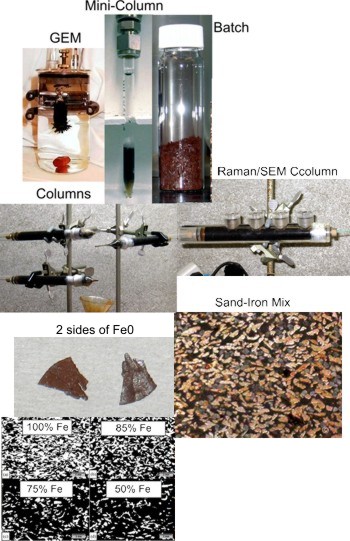 Mini-Column
GEM
Batch
Raman/SEM Ccolumn
Columns
Sand-Iron Mix
2 sides of Fe0
100% Fe
85% Fe
75% Fe
50% Fe